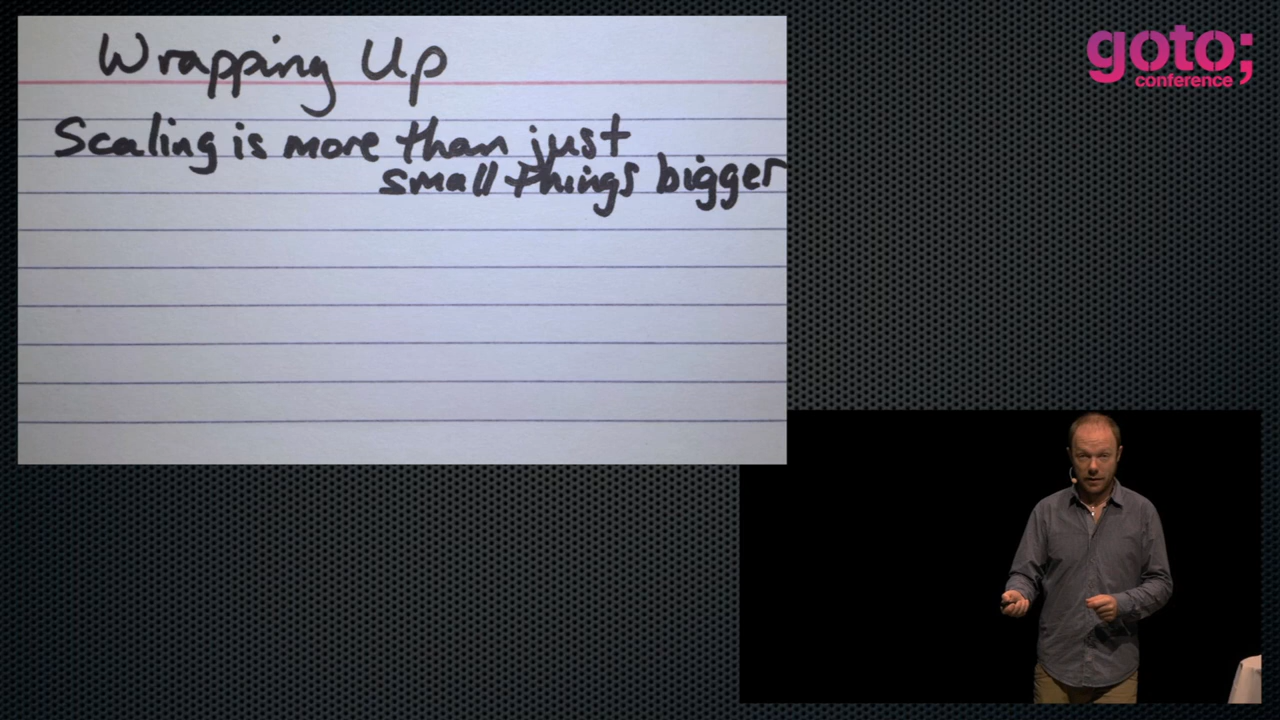 Wrapping Up
Scaling is more than just
small things bigger
goto;
conference